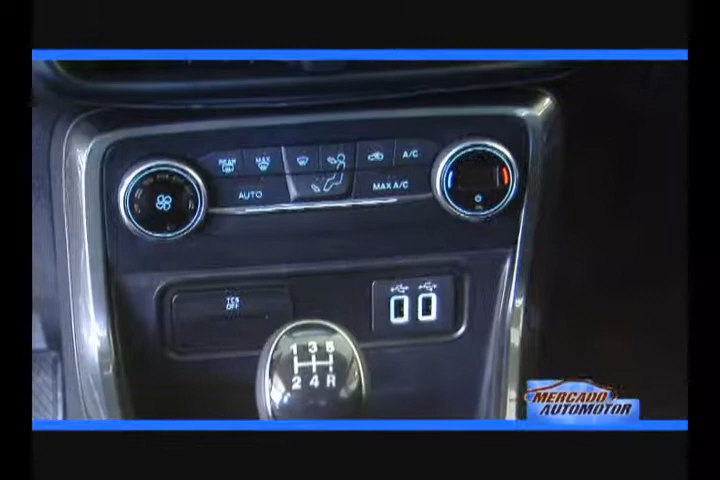 REAR
MAX
A/C
AUTO
MAX A/C
TCS
OFF
1 3 5
2 4 R
MERCADO
AUTOMOTOR